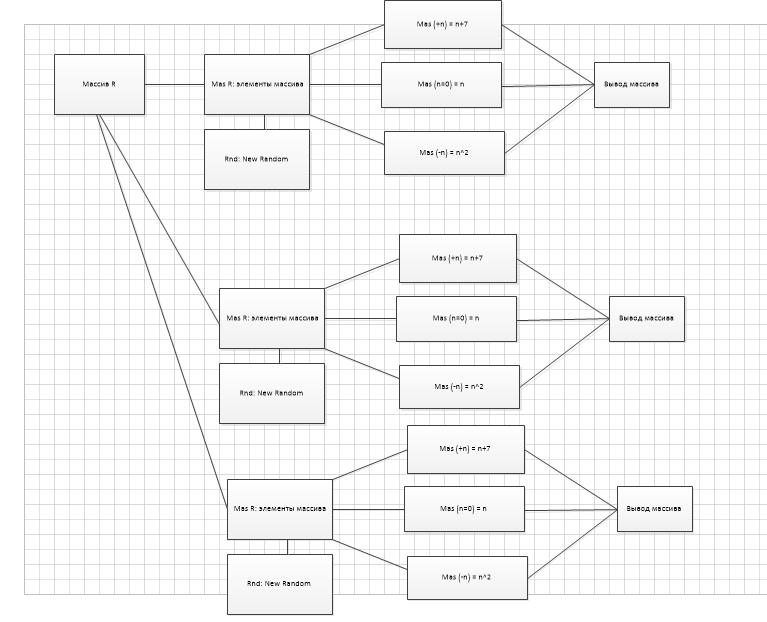 Mas (+n) = n+7
Массив R
Mas R: элементы массива
Mas (n=0) = n
Вывод массива
Rnd: New Random
Mas (-n) = n^2
Mas (+n) = n+7
Mas R: элементы массива
Mas (n=0) = n
Вывод массива
Rnd: New Random
Mas (-n) = n^2
Mas (+n) = n+7
Mas R: элементы массива
Mas (n=0) = n
Вывод массива
Rnd: New Random
Mas (-n) = n^2